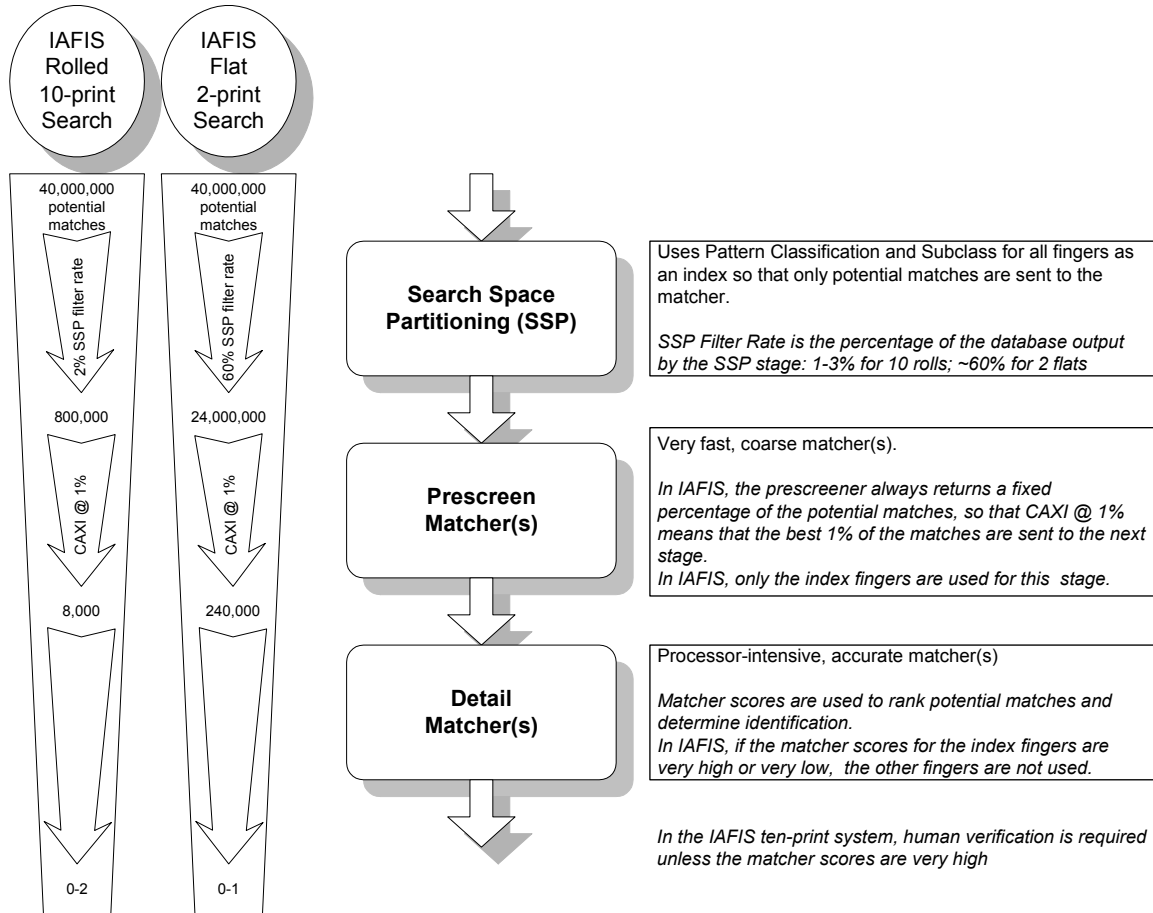 IAFIS
Rolled
10-print
Search
IAFIS
Flat
2-print
Search
40,000,000
potential
matches
2% SSP filter rate
800,000
CAXI @ 1%
8,000
0-2
40,000,000
potential
matches
60% SSP filter rate
24,000,000
CAXI @ 1%
240,000
0-1
Search Space
Partitioning (SSP)
Uses Pattern Classification and Subclass for all fingers as
an index so that only potential matches are sent to the
matcher.
SSP Filter Rate is the percentage of the database output
by the SSP stage: 1-3% for 10 rolls; ~60% for 2 flats
Prescreen
Matcher(s)
Very fast, coarse matcher(s).
In IAFIS, the prescreener always returns a fixed
percentage of the potential matches, so that CAXI @ 1%
means that the best 1% of the matches are sent to the next
stage.
In IAFIS, only the index fingers are used for this stage.
Detail
Matcher(s)
Processor-intensive, accurate matcher(s)
Matcher scores are used to rank potential matches and
determine identification.
In IAFIS, if the matcher scores for the index fingers are
very high or very low, the other fingers are not used.
In the IAFIS ten-print system, human verification is required
unless the matcher scores are very high